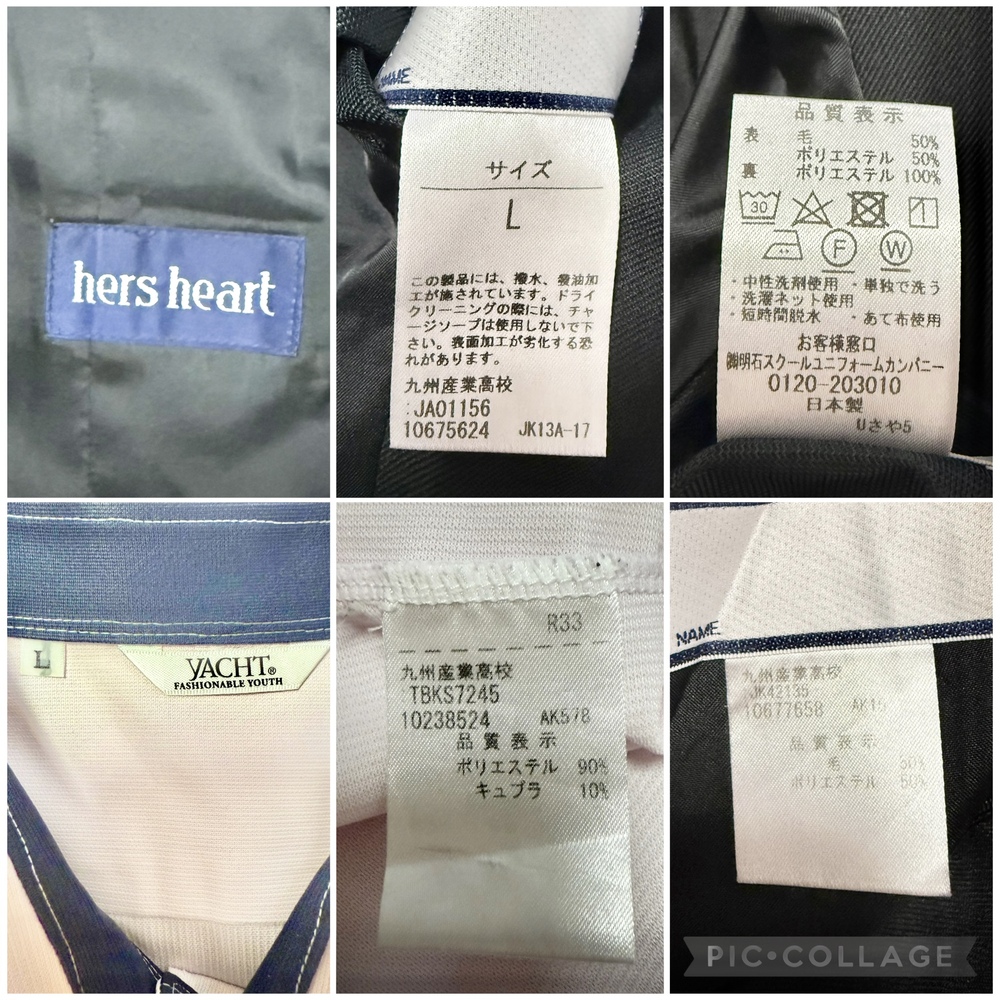 hers heart
NAME
サイズ
L
この製品には、撥水、発油加
工が施されています。ドライ
クリーニングの際には、チャ
ージソープは使用しないで下
さい。表面加工が劣化する恐
れがあります。
九州産業高校
:JA01156
10675624 JK13A-17
品質表示
表 毛 50%
ポリエステル 50%
裏 ポリエステル 100%
30
F W
・中性洗剤使用 ・単独で洗う
・洗濯ネット使用
・短時間脱水 ・あて布使用
お客様窓口
㈱明石スクールユニフォームカンパニー
0120-203010
日本製
Uさや5
L
YACHT®
FASHIONABLE YOUTH
R33
九州産業高校
TBKS7245
10238524 AK578
品質表示
ポリエステル 90%
キュプラ 10%
NAME
九州産業高校
JK42135
10677658 AK15
品質表示
毛 50%
ポリエステル 50%
PIC•COLLAGE